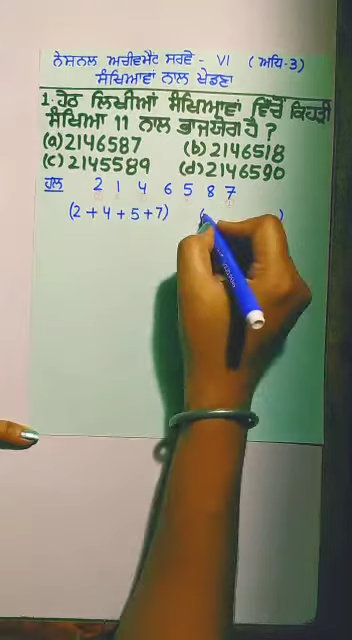 ਨੈਸ਼ਨਲ ਅਚੀਵਮੈਂਟ ਸਰਵੇ - VI (ਅਧਿ-3)
ਸੰਖਿਆਵਾਂ ਨਾਲ ਖੇਡਣਾ
1. ਹੇਠ ਲਿਖੀਆਂ ਸੰਖਿਆਵਾਂ ਵਿੱਚੋਂ ਕਿਹੜੀ
ਸੰਖਿਆ 11 ਨਾਲ ਭਾਜਯੋਗ ਹੈ ?
(a) 2146587 (b) 2146518
(c) 2145589 (d) 2146590
ਹੱਲ 2 1 4 6 5 8 7
(2 + 4 + 5 + 7) ( )